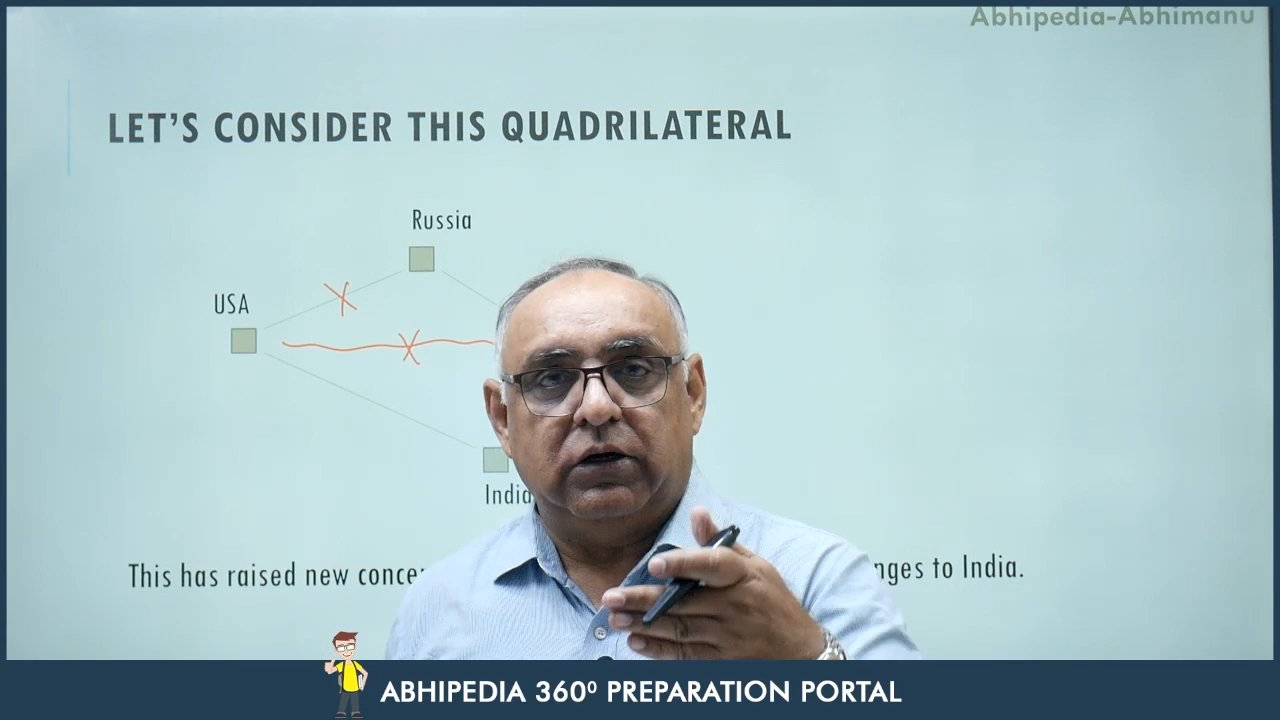 Abhipedia-Abhimanu
LET'S CONSIDER THIS QUADRILATERAL
Russia
USA
India
This has raised new nges to India.
ABHIPEDIA 360⁰ PREPARATION PORTAL